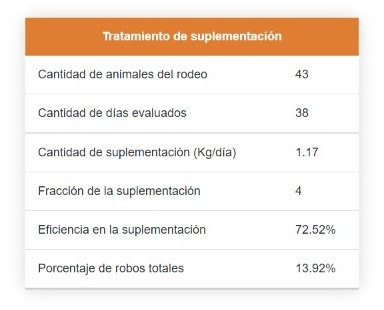 Tratamiento de suplementación
Cantidad de animales del rodeo 43
Cantidad de días evaluados 38
Cantidad de suplementación (Kg/día) 1.17
Fracción de la suplementación 4
Eficiencia en la suplementación 72.52%
Porcentaje de robos totales 13.92%